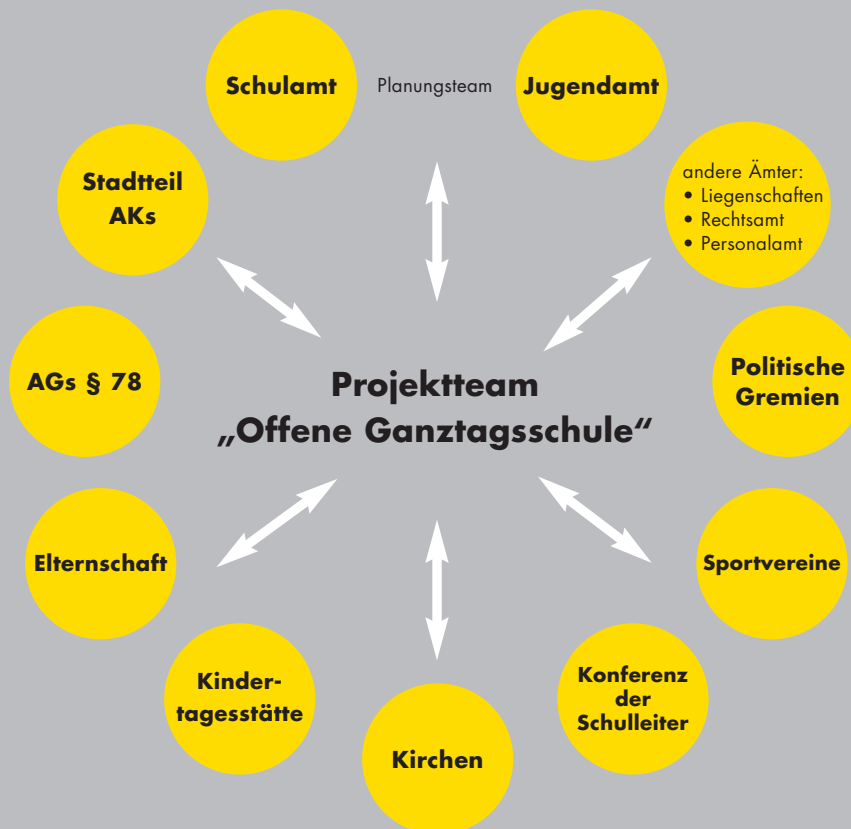 Schulamt
Planungsteam
Jugendamt
Stadtteil
AKs
andere Ämter:
• Liegenschaften
• Rechtsamt
• Personalamt
AGs § 78
Projektteam
„Offene Ganztagsschule“
Politische
Gremien
Elternschaft
Sportvereine
Kinder-
tagesstätte
Konferenz
der
Schulleiter
Kirchen